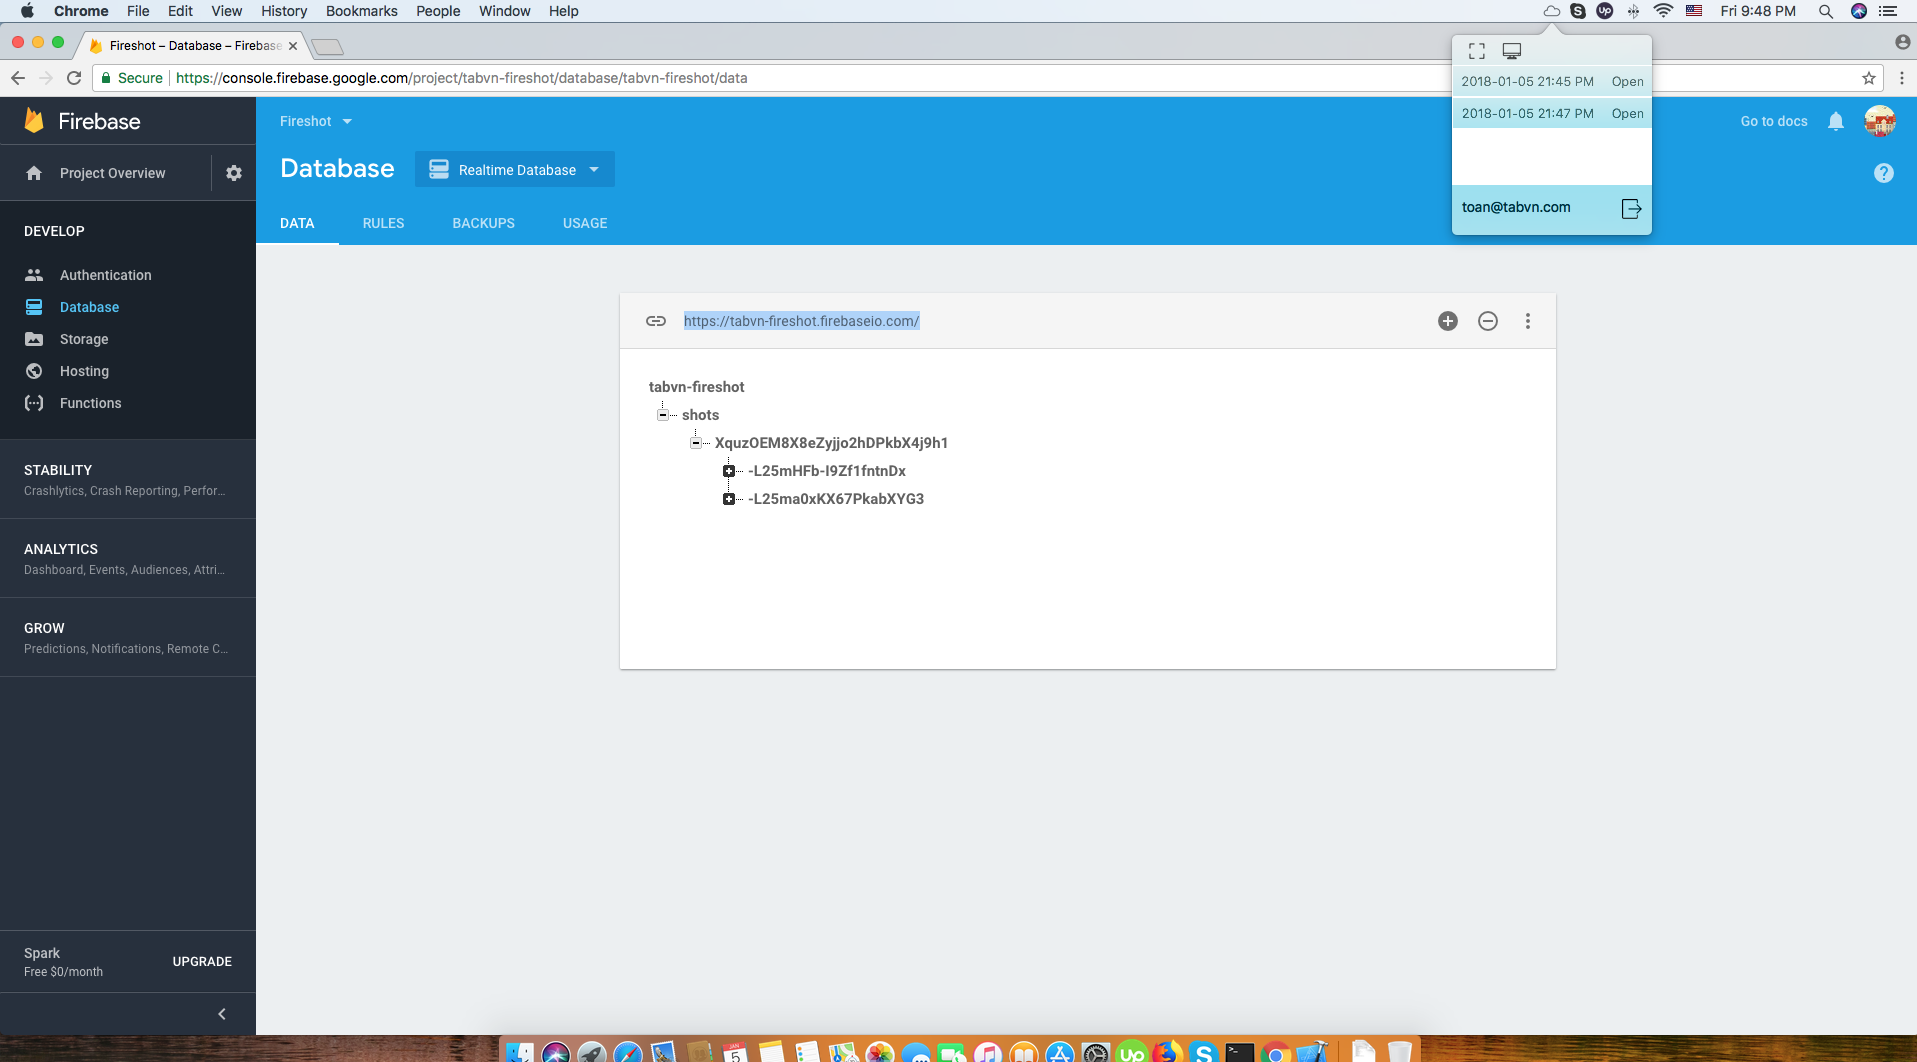 Chrome File Edit View History Bookmarks People Window Help
Up
Fri 9:48 PM
Fireshot – Database – Firebase
Secure https://console.firebase.google.com/project/tabvn-fireshot/database/tabvn-fireshot/data
2018-01-05 21:45 PM Open
2018-01-05 21:47 PM Open
toan@tabvn.com
Firebase
Fireshot
Go to docs
Project Overview
Database
Realtime Database
DATA RULES BACKUPS USAGE
DEVELOP
Authentication
Database
Storage
Hosting
Functions
STABILITY
Crashlytics, Crash Reporting, Perfor...
ANALYTICS
Dashboard, Events, Audiences, Attri...
GROW
Predictions, Notifications, Remote C...
Spark
Free $0/month
UPGRADE
https://tabvn-fireshot.firebaseio.com/
tabvn-fireshot
shots
XquzOEM8X8eZyjjo2hDPkbX4j9h1
-L25mHFb-I9Zf1fntnDx
-L25ma0xKX67PkabXYG3
JAN
5
Up